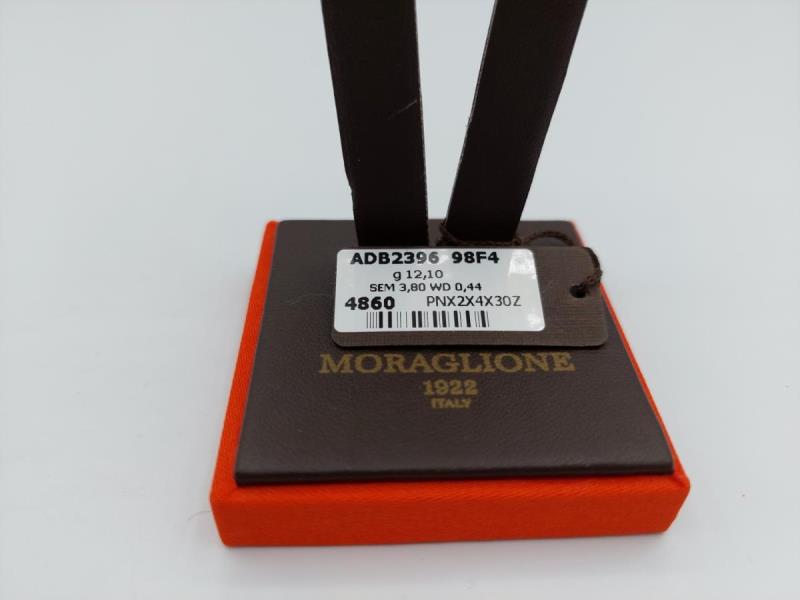 ADB2396 98F4
g 12,10
SEM 3,80 WD 0,44
4860 PNX2X4X30Z
MORAGLIONE
1922
ITALY